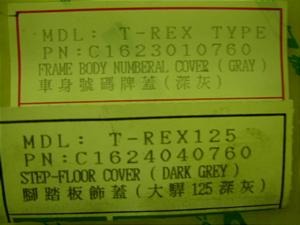 MDL: T-REX TYPE
PN:C1623010760
FRAME BODY NUMBERAL COVER (GRAY)
車身號碼牌蓋(深灰)
MDL: T-REX125
PN:C1624040760
STEP-FLOOR COVER (DARK GREY)
腳踏板飾蓋(大驆125深灰)